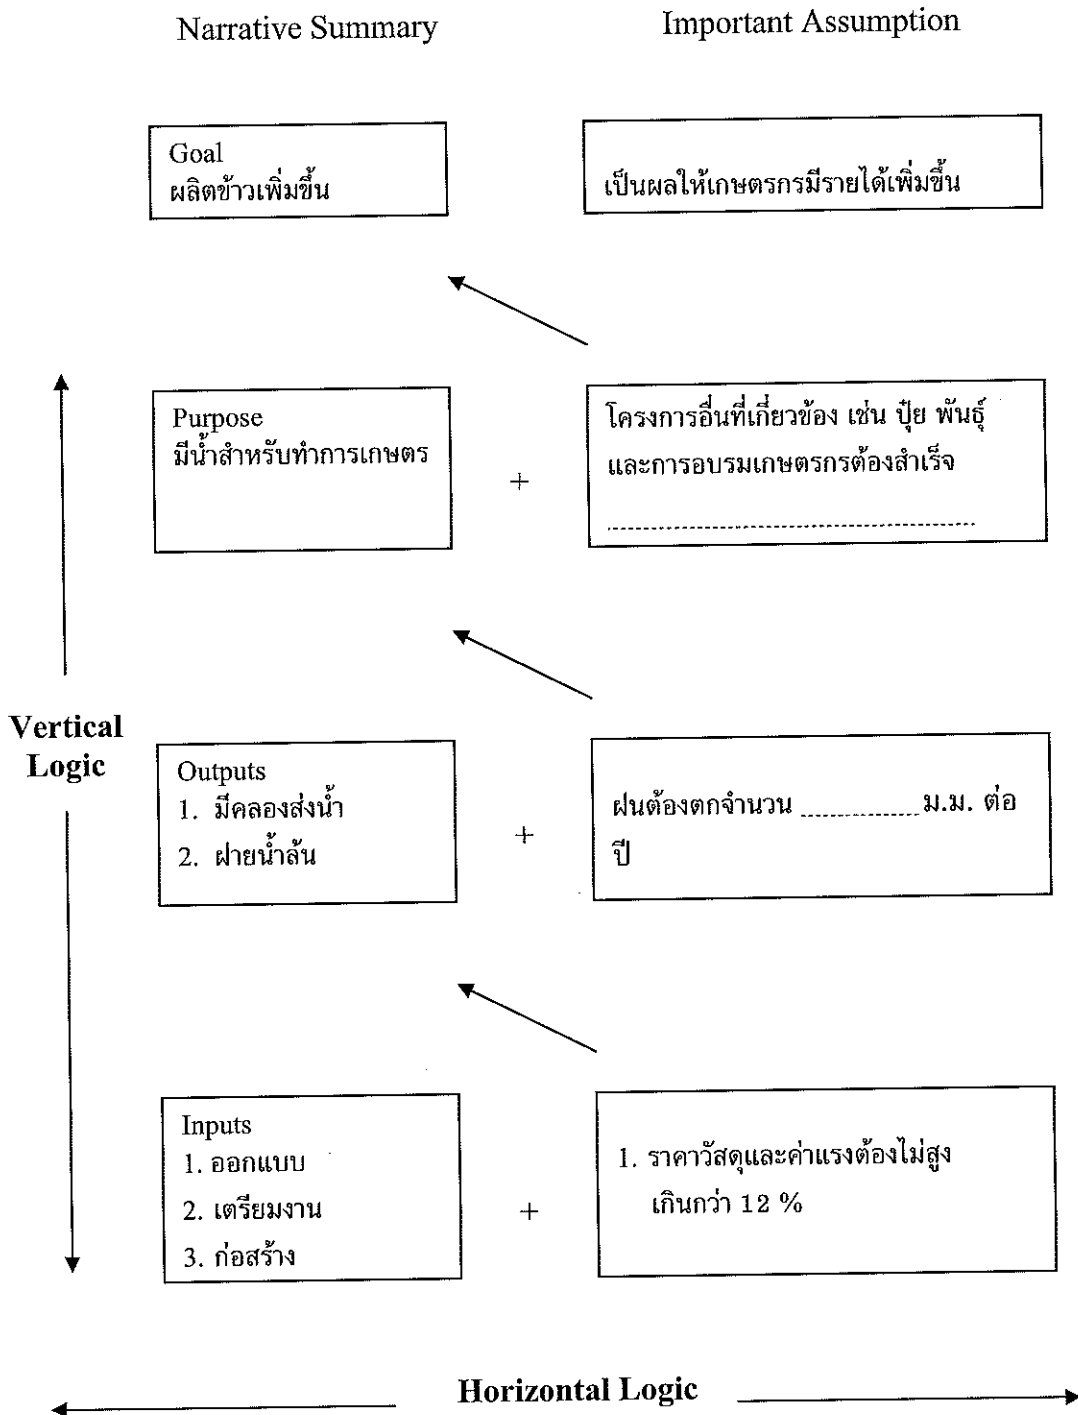 Narrative Summary
Important Assumption
Goal
ผลิตข้าวเพิ่มขึ้น
เป็นผลให้เกษตรกรมีรายได้เพิ่มขึ้น
Purpose
มีน้ำสำหรับทำการเกษตร
+
โครงการอื่นที่เกี่ยวข้อง เช่น ปุ๋ย พันธุ์
และการอบรมเกษตรกรต้องสำเร็จ
................................................
Vertical
Logic
Outputs
1. มีคลองส่งน้ำ
2. ฝายน้ำล้น
+
ฝนต้องตกจำนวน ................ ม.ม. ต่อ
ปี
Inputs
1. ออกแบบ
2. เตรียมงาน
3. ก่อสร้าง
+
1. ราคาวัสดุและค่าแรงต้องไม่สูง
เกินกว่า 12 %
Horizontal Logic